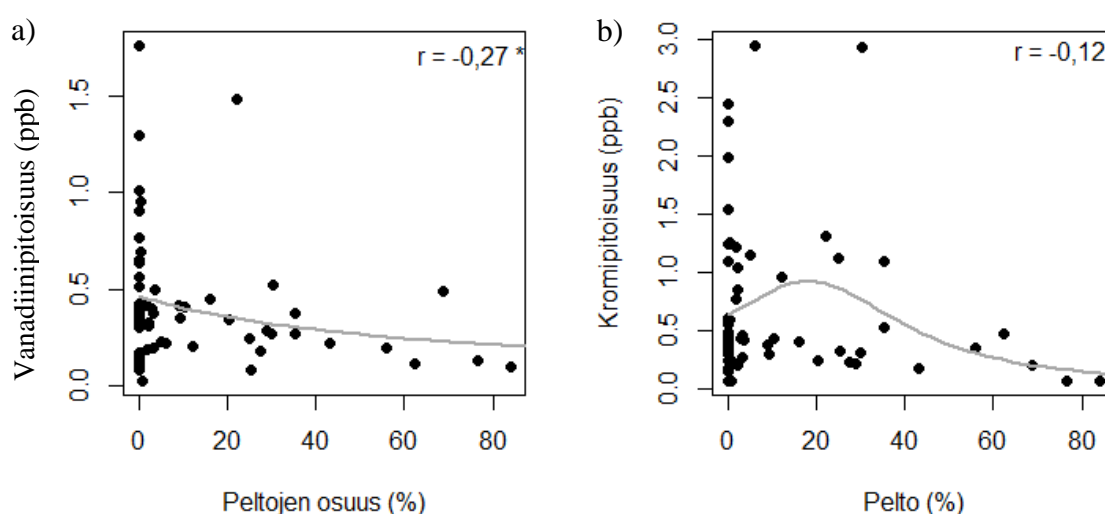 a)
r = -0,27 *
Vanadiinipitoisuus (ppb)
1.5
1.0
0.5
0.0
0 20 40 60 80
Peltojen osuus (%)
b)
r = -0,12
Kromipitoisuus (ppb)
3.0
2.5
2.0
1.5
1.0
0.5
0.0
0 20 40 60 80
Pelto (%)